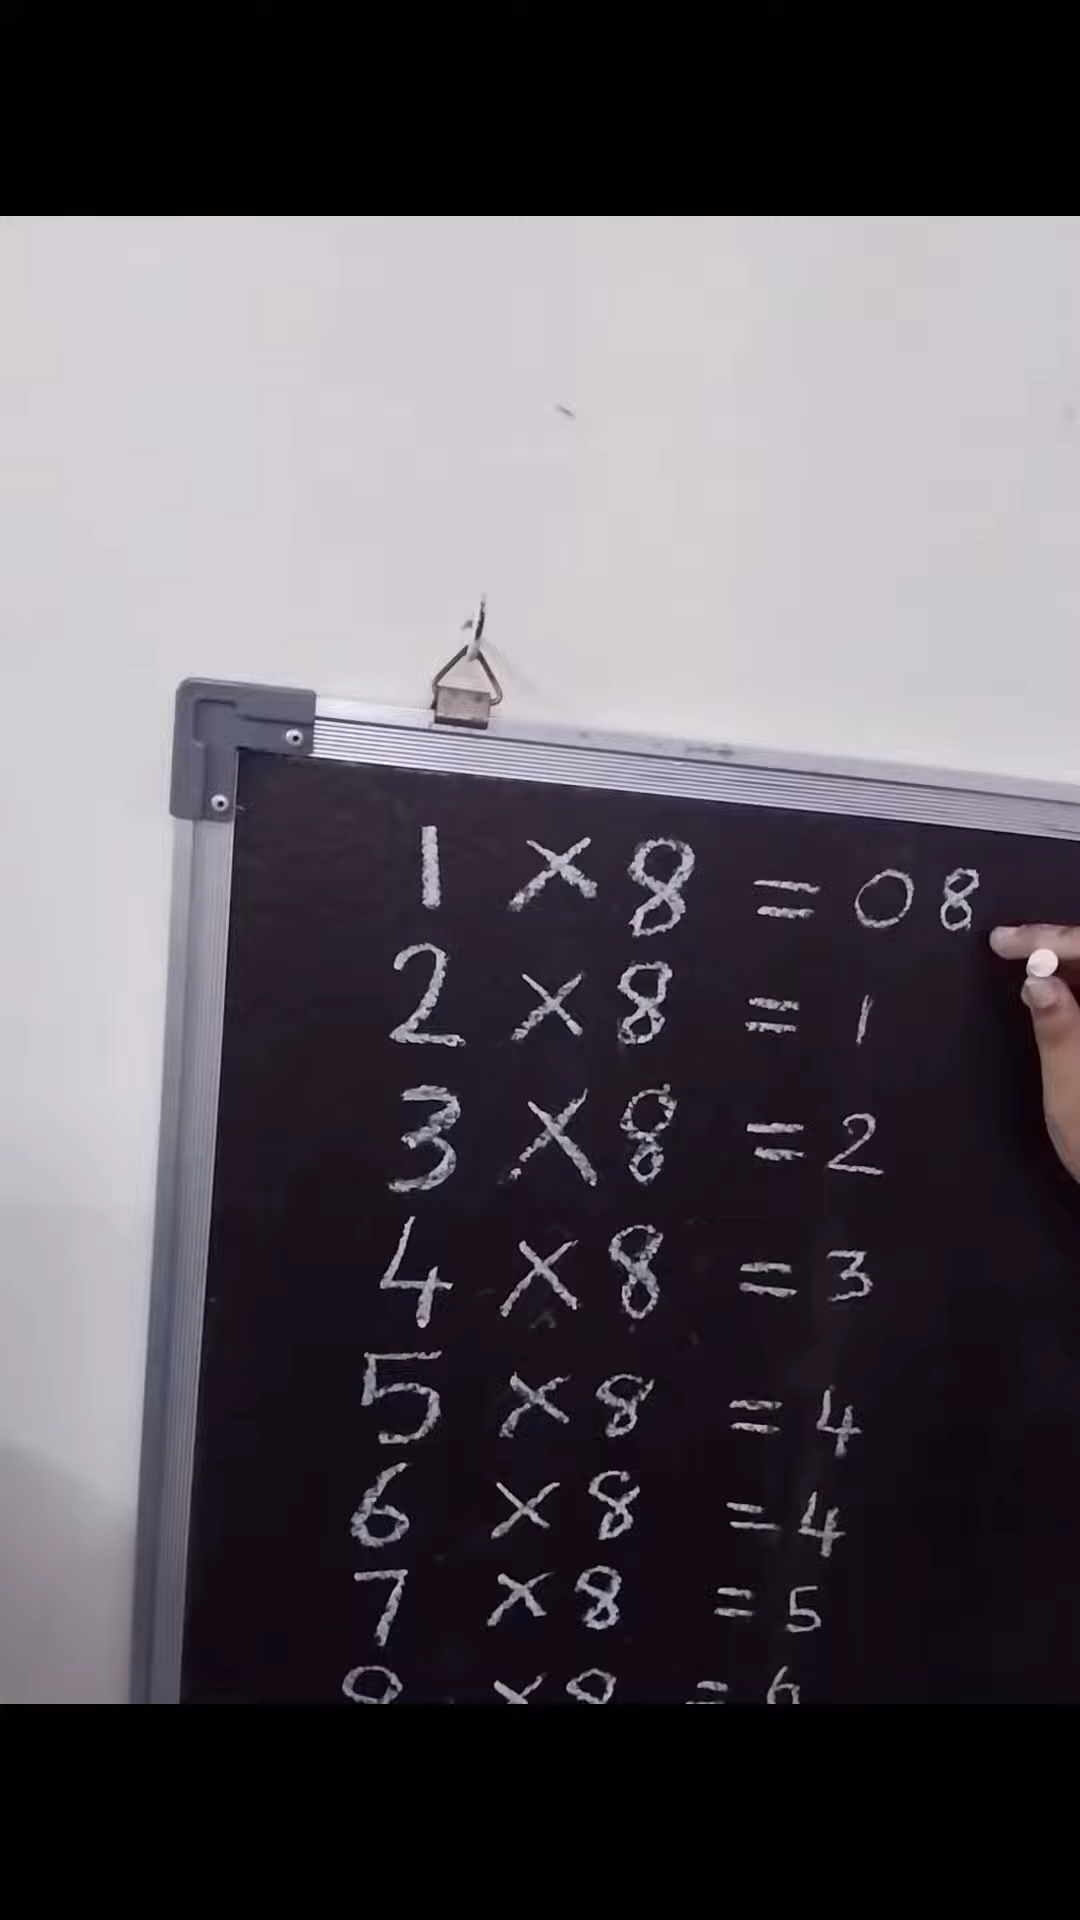 1 × 8 = 08
2 × 8 = 1
3 × 8 = 2
4 × 8 = 3
5 × 8 = 4
6 × 8 = 4
7 × 8 = 5